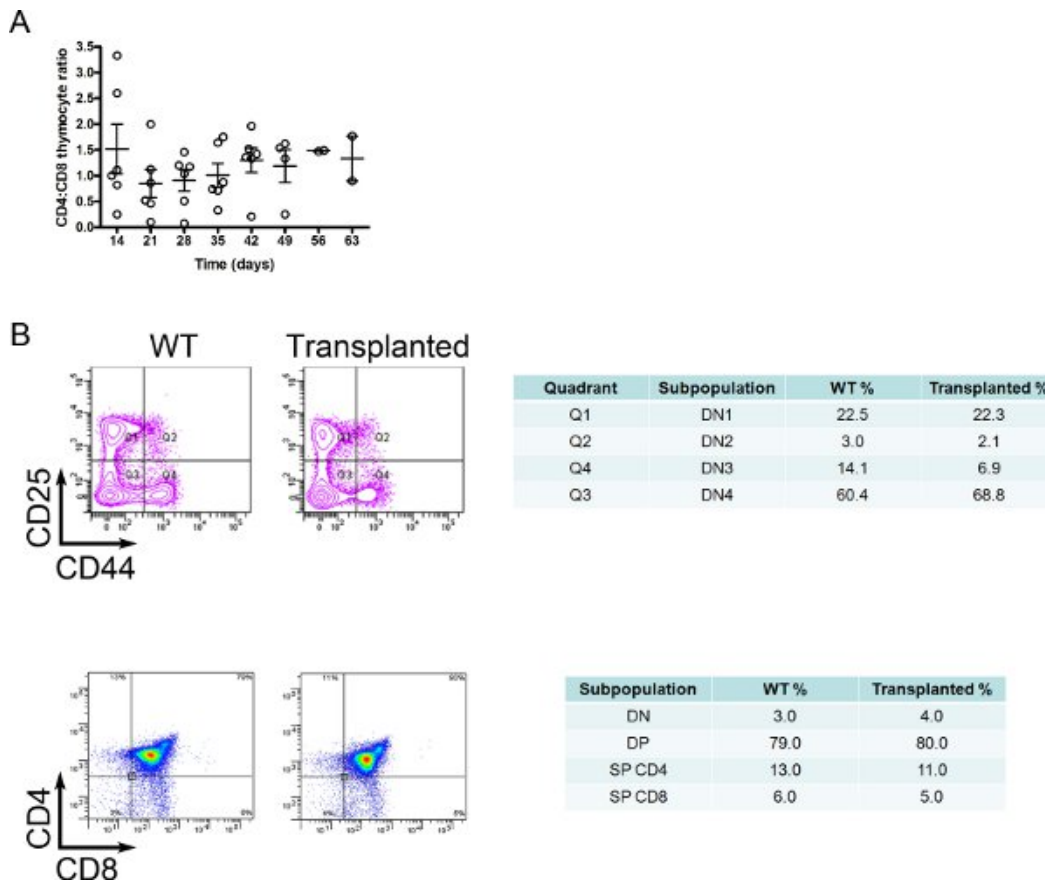 A
CD4:CD8 thymocyte ratio
3.5
3.0
2.5
2.0
1.5
1.0
0.5
0.0
14 21 28 35 42 49 56 63
Time (days)
B
WT Transplanted
Q1 Q2
Q3 Q4
Q1 Q2
Q3 Q4
CD25
CD44
Quadrant Subpopulation WT % Transplanted %
Q1 DN1 22.5 22.3
Q2 DN2 3.0 2.1
Q4 DN3 14.1 6.9
Q3 DN4 60.4 68.8
13% 79%
11%
CD4
CD8
Subpopulation WT % Transplanted %
DN 3.0 4.0
DP 79.0 80.0
SP CD4 13.0 11.0
SP CD8 6.0 5.0